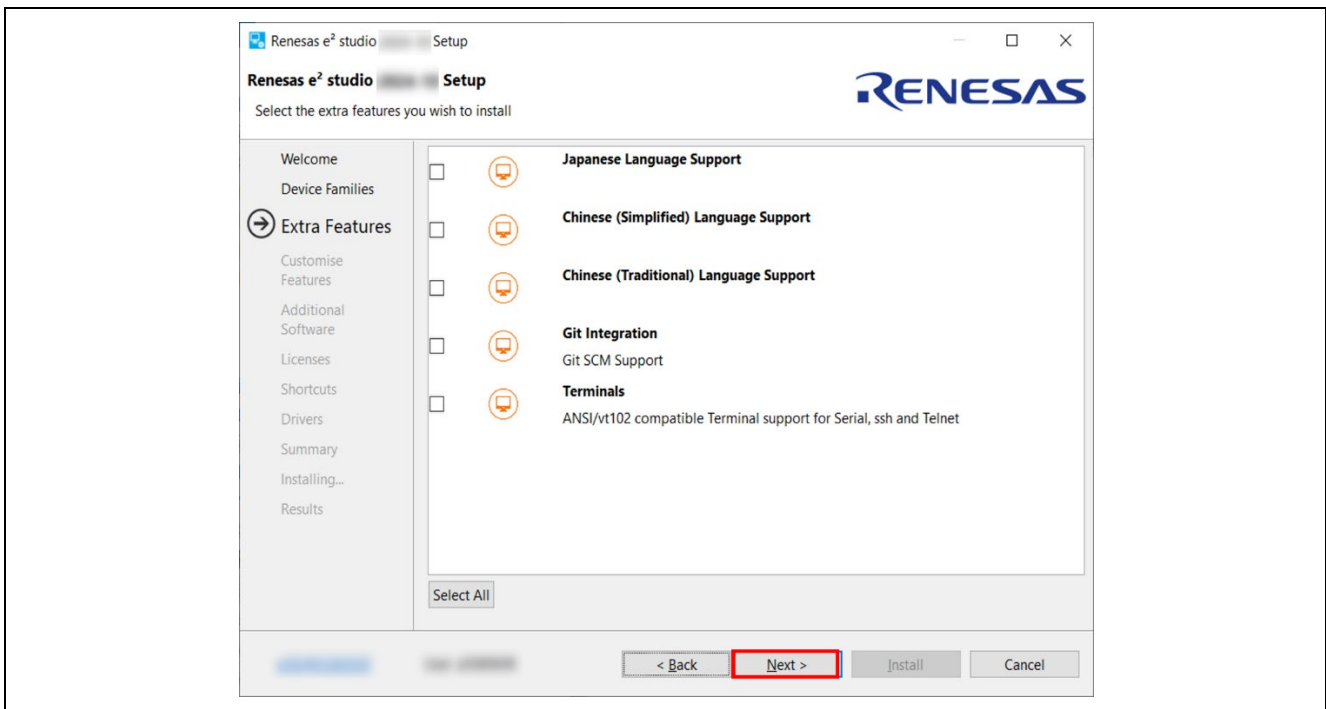 Renesas e² studio Setup
Renesas e² studio Setup
Select the extra features you wish to install
RENESAS
Welcome
Device Families
Extra Features
Customise
Features
Additional
Software
Licenses
Shortcuts
Drivers
Summary
Installing...
Results
Japanese Language Support
Chinese (Simplified) Language Support
Chinese (Traditional) Language Support
Git Integration
Git SCM Support
Terminals
ANSI/vt102 compatible Terminal support for Serial, ssh and Telnet
Select All
< Back
Next >
Install
Cancel